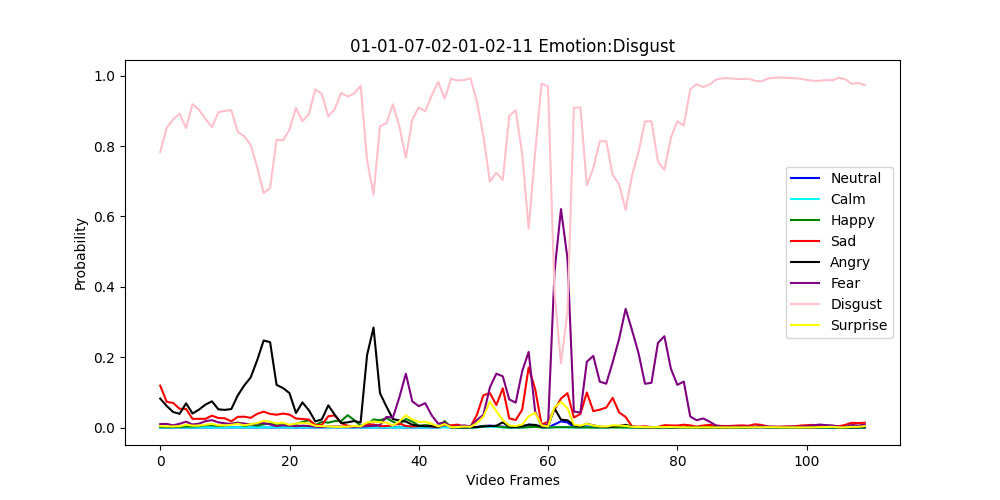 01-01-07-02-01-02-11 Emotion:Disgust
1.0
0.8
0.6
0.4
0.2
0.0
Probability
Neutral
Calm
Happy
Sad
Angry
Fear
Disgust
Surprise
0 20 40 60 80 100
Video Frames